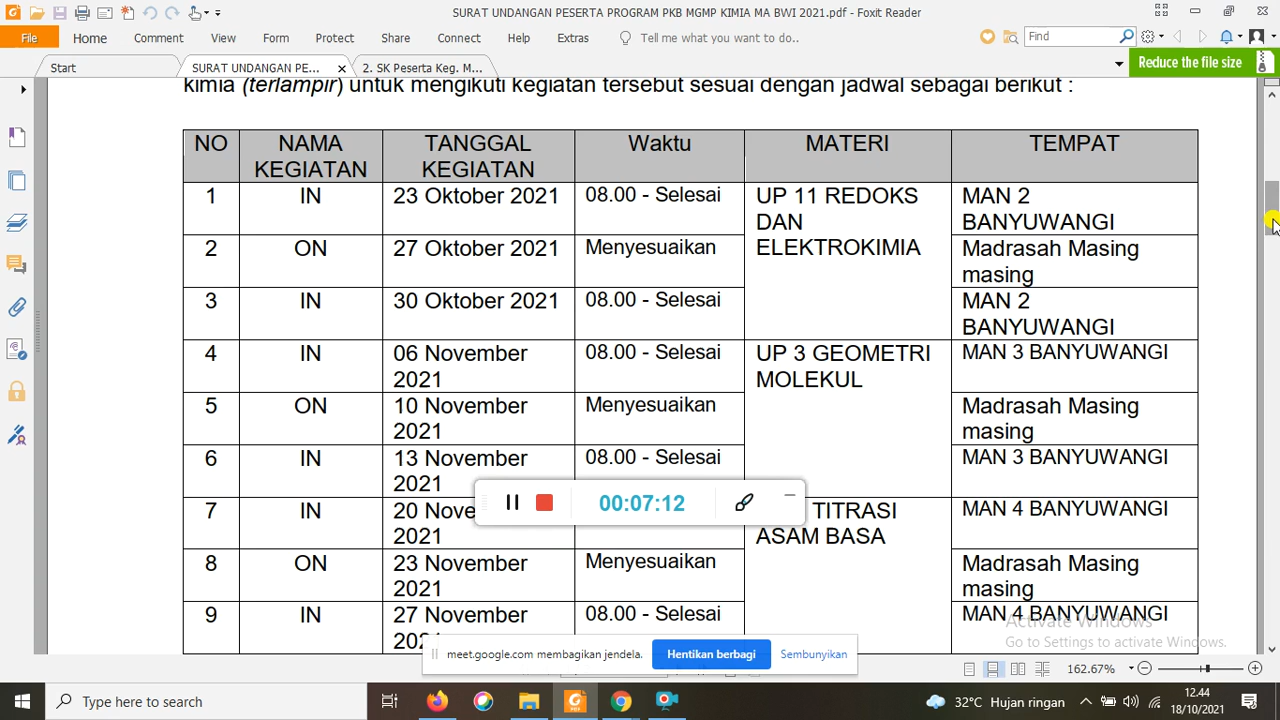 SURAT UNDANGAN PESERTA PROGRAM PKB MGMP KIMIA MA BWI 2021.pdf - Foxit Reader
File Home Comment View Form Protect Share Connect Help Extras Tell me what you want to do.. Find
Start SURAT UNDANGAN PE... 2. SK Peserta Keg. M... Reduce the file size
kimia (terlampir) untuk mengikuti kegiatan tersebut sesuai dengan jadwal sebagai berikut :
NO NAMA KEGIATAN TANGGAL KEGIATAN Waktu MATERI TEMPAT
1 IN 23 Oktober 2021 08.00 - Selesai UP 11 REDOKS DAN ELEKTROKIMIA MAN 2 BANYUWANGI
2 ON 27 Oktober 2021 Menyesuaikan Madrasah Masing masing
3 IN 30 Oktober 2021 08.00 - Selesai MAN 2 BANYUWANGI
4 IN 06 November 2021 08.00 - Selesai UP 3 GEOMETRI MOLEKUL MAN 3 BANYUWANGI
5 ON 10 November 2021 Menyesuaikan Madrasah Masing masing
6 IN 13 November 2021 08.00 - Selesai MAN 3 BANYUWANGI
00:07:12
7 IN 20 2021 TITRASI ASAM BASA MAN 4 BANYUWANGI
8 ON 23 November 2021 Menyesuaikan Madrasah Masing masing
9 IN 27 November 08.00 - Selesai MAN 4 BANYUWANGI
Activate Windows
Go to Settings to activate Windows.
meet.google.com membagikan jendela. Hentikan berbagi Sembunyikan
162.67%
Type here to search
32°C Hujan ringan
12.44
18/10/2021